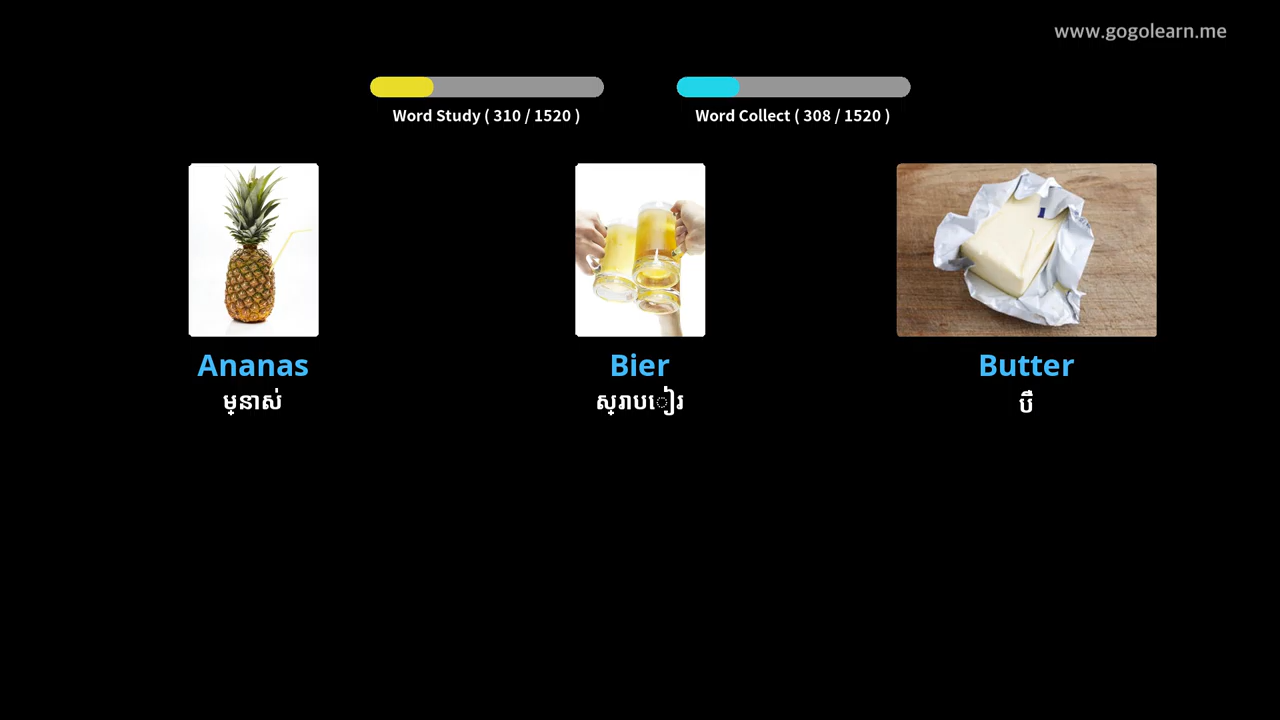 www.gogolearn.me
Word Study ( 310 / 1520 )
Word Collect ( 308 / 1520 )
Ananas
Bier
Butter
ម្នាស់
ស្រាបៀរ
ប៊ឺ